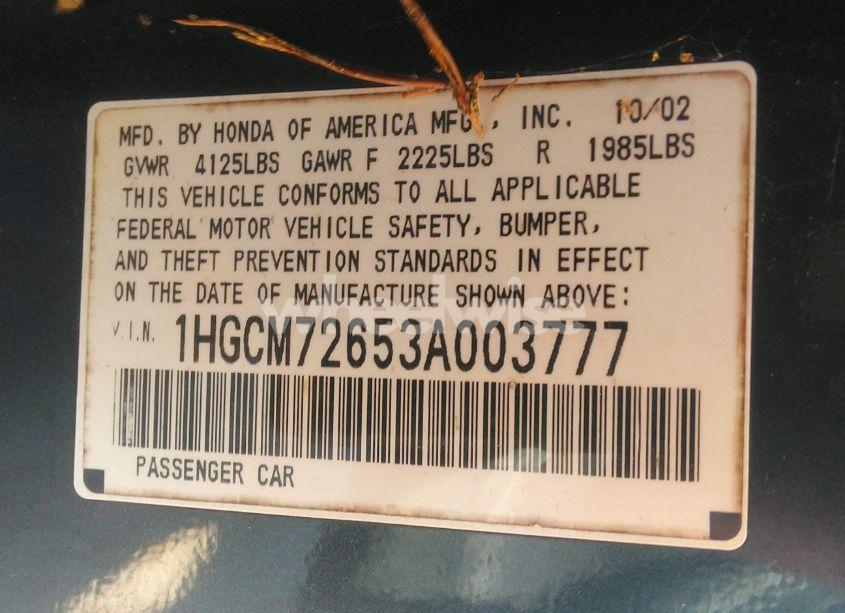 MFD. BY HONDA OF AMERICA MFG., INC. 10/02
GVWR 4125LBS GAWR F 2225LBS R 1985LBS
THIS VEHICLE CONFORMS TO ALL APPLICABLE
FEDERAL MOTOR VEHICLE SAFETY, BUMPER,
AND THEFT PREVENTION STANDARDS IN EFFECT
ON THE DATE OF MANUFACTURE SHOWN ABOVE:
wheelwise
V.I.N. 1HGCM72653A003777
PASSENGER CAR